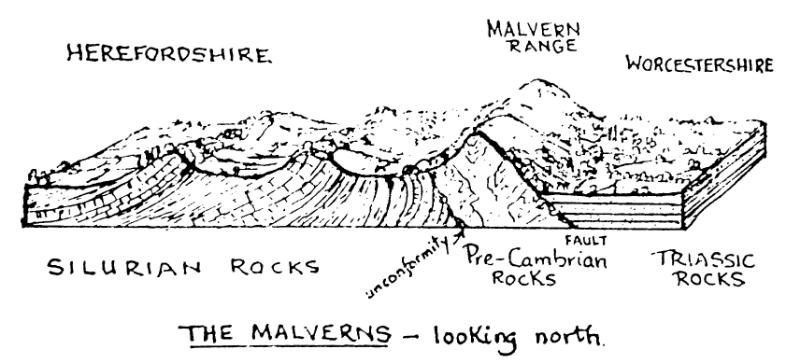 HEREFORDSHIRE
MALVERN
RANGE
WORCESTERSHIRE
SILURIAN ROCKS
unconformity
Pre-Cambrian
ROCKS
FAULT
TRIASSIC
ROCKS
THE MALVERNS - looking north.